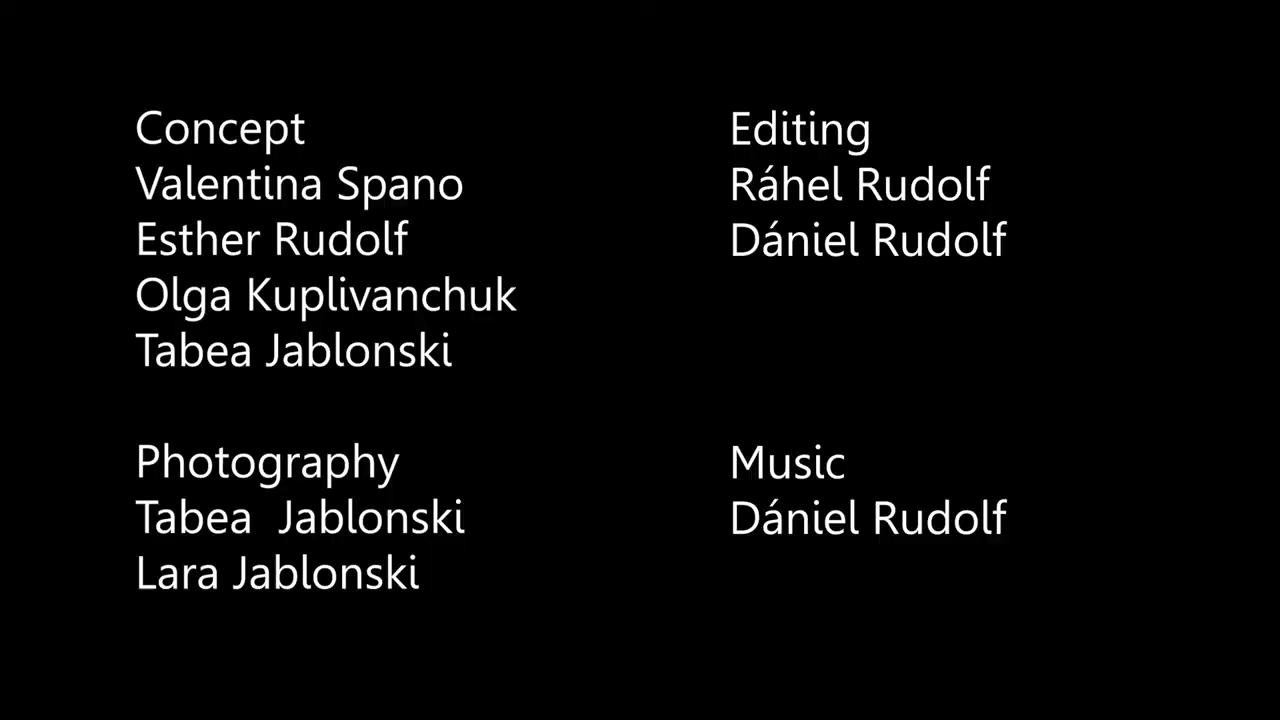 Concept
Valentina Spano
Esther Rudolf
Olga Kuplivanchuk
Tabea Jablonski
Photography
Tabea  Jablonski
Lara Jablonski
Editing
Ráhel Rudolf
Dániel Rudolf
Music
Dániel Rudolf